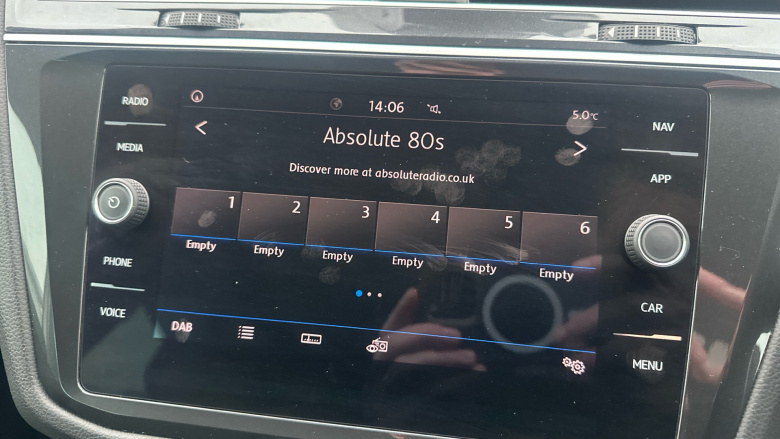 RADIO
MEDIA
PHONE
VOICE
14:06
5.0°C
Absolute 80s
Discover more at absoluteradio.co.uk
1 2 3 4 5 6
Empty Empty Empty Empty Empty Empty
DAB
NAV
APP
CAR
MENU